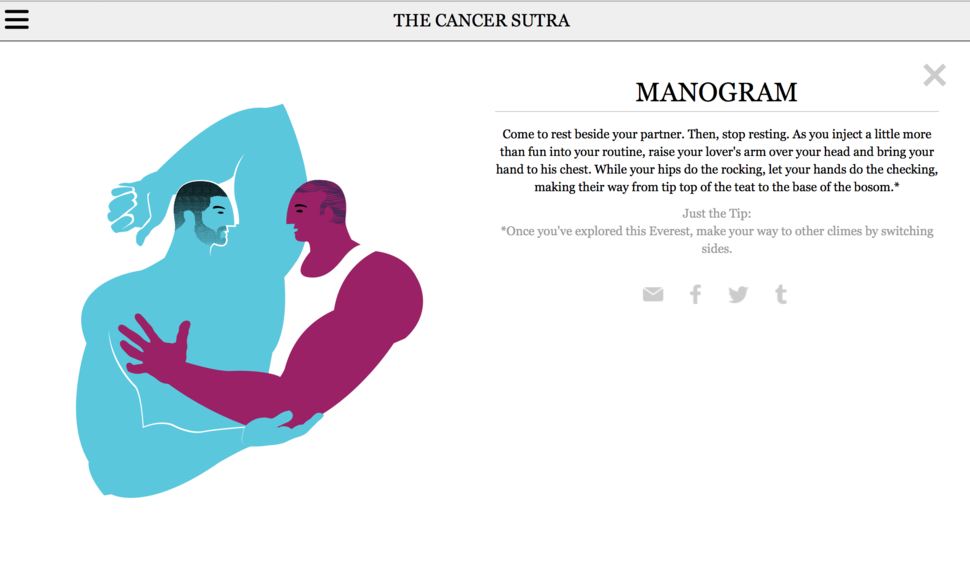 THE CANCER SUTRA
MANOGRAM
Come to rest beside your partner. Then, stop resting. As you inject a little more
than fun into your routine, raise your lover's arm over your head and bring your
hand to his chest. While your hips do the rocking, let your hands do the checking,
making their way from tip top of the teat to the base of the bosom.*
Just the Tip:
*Once you've explored this Everest, make your way to other climes by switching
sides.